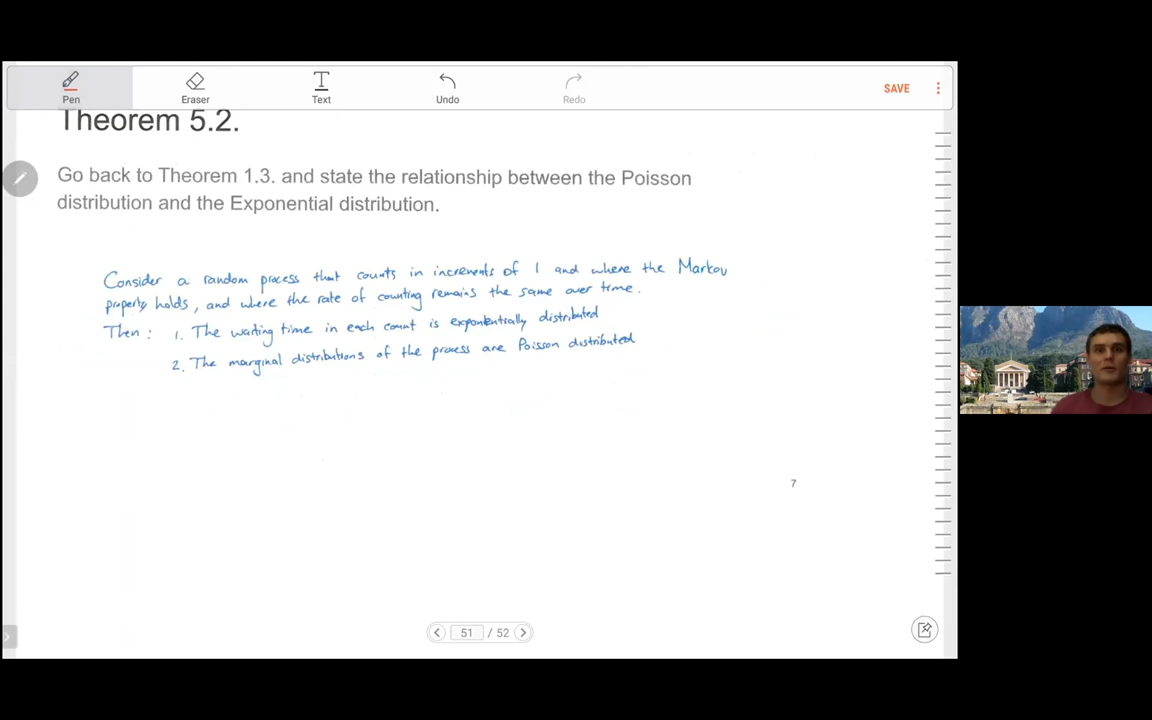 Pen
Eraser
Text
Undo
Redo
SAVE
Theorem 5.2.
Go back to Theorem 1.3. and state the relationship between the Poisson
distribution and the Exponential distribution.
Consider a random process that counts in increments of 1 and where the Markov
property holds, and where the rate of counting remains the same over time.
Then: 1. The waiting time in each count is exponentially distributed
2. The marginal distributions of the process are Poisson distributed
7
51 / 52